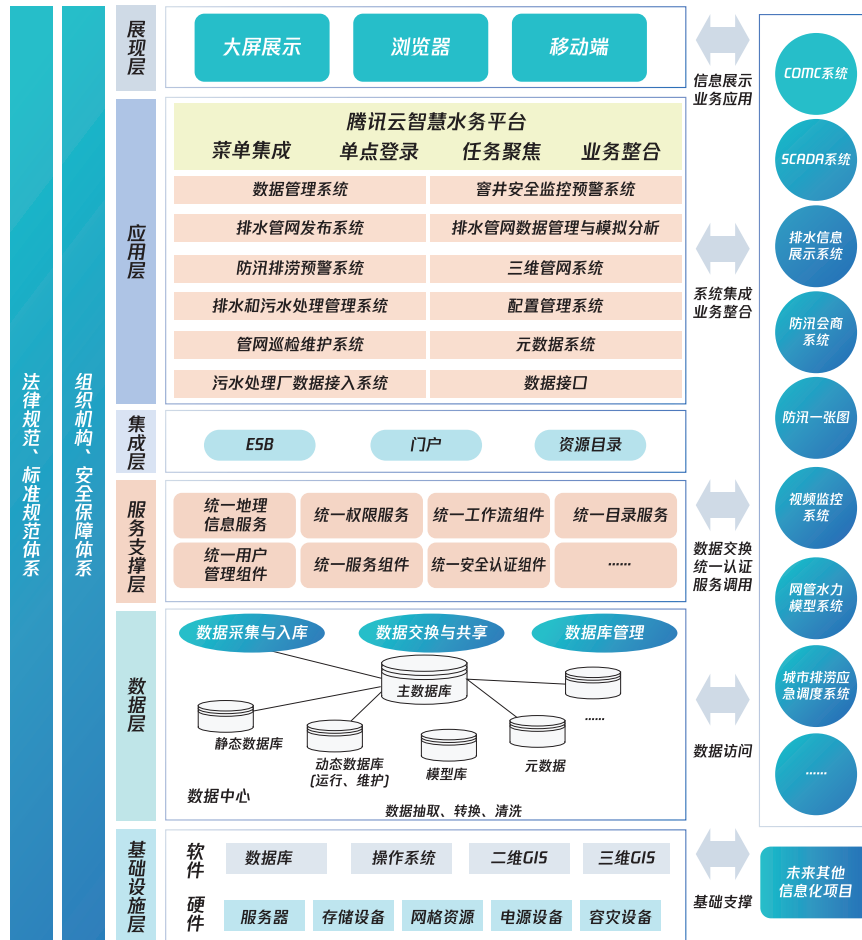 法律规范、标准规范体系
组织机构、安全保障体系
展现层
大屏展示
浏览器
移动端
应用层
腾讯云智慧水务平台
菜单集成 单点登录 任务聚焦 业务整合
数据管理系统
窨井安全监控预警系统
排水管网发布系统
排水管网数据管理与模拟分析
防汛排涝预警系统
三维管网系统
排水和污水处理管理系统
配置管理系统
管网巡检维护系统
元数据系统
污水处理厂数据接入系统
数据接口
集成层
ESB
门户
资源目录
服务支撑层
统一地理
信息服务
统一权限服务
统一工作流组件
统一目录服务
统一用户
管理组件
统一服务组件
统一安全认证组件
……
数据层
数据采集与入库
数据交换与共享
数据库管理
主数据库
静态数据库
动态数据库
(运行、维护)
模型库
元数据
……
数据中心
数据抽取、转换、清洗
基础设施层
软件
数据库
操作系统
二维GIS
三维GIS
硬件
服务器
存储设备
网格资源
电源设备
容灾设备
信息展示
业务应用
系统集成
业务整合
数据交换
统一认证
服务调用
数据访问
基础支撑
COMC系统
SCADA系统
排水信息
展示系统
防汛会商
系统
防汛一张图
视频监控
系统
网管水力
模型系统
城市排涝应
急调度系统
……
未来其他
信息化项目